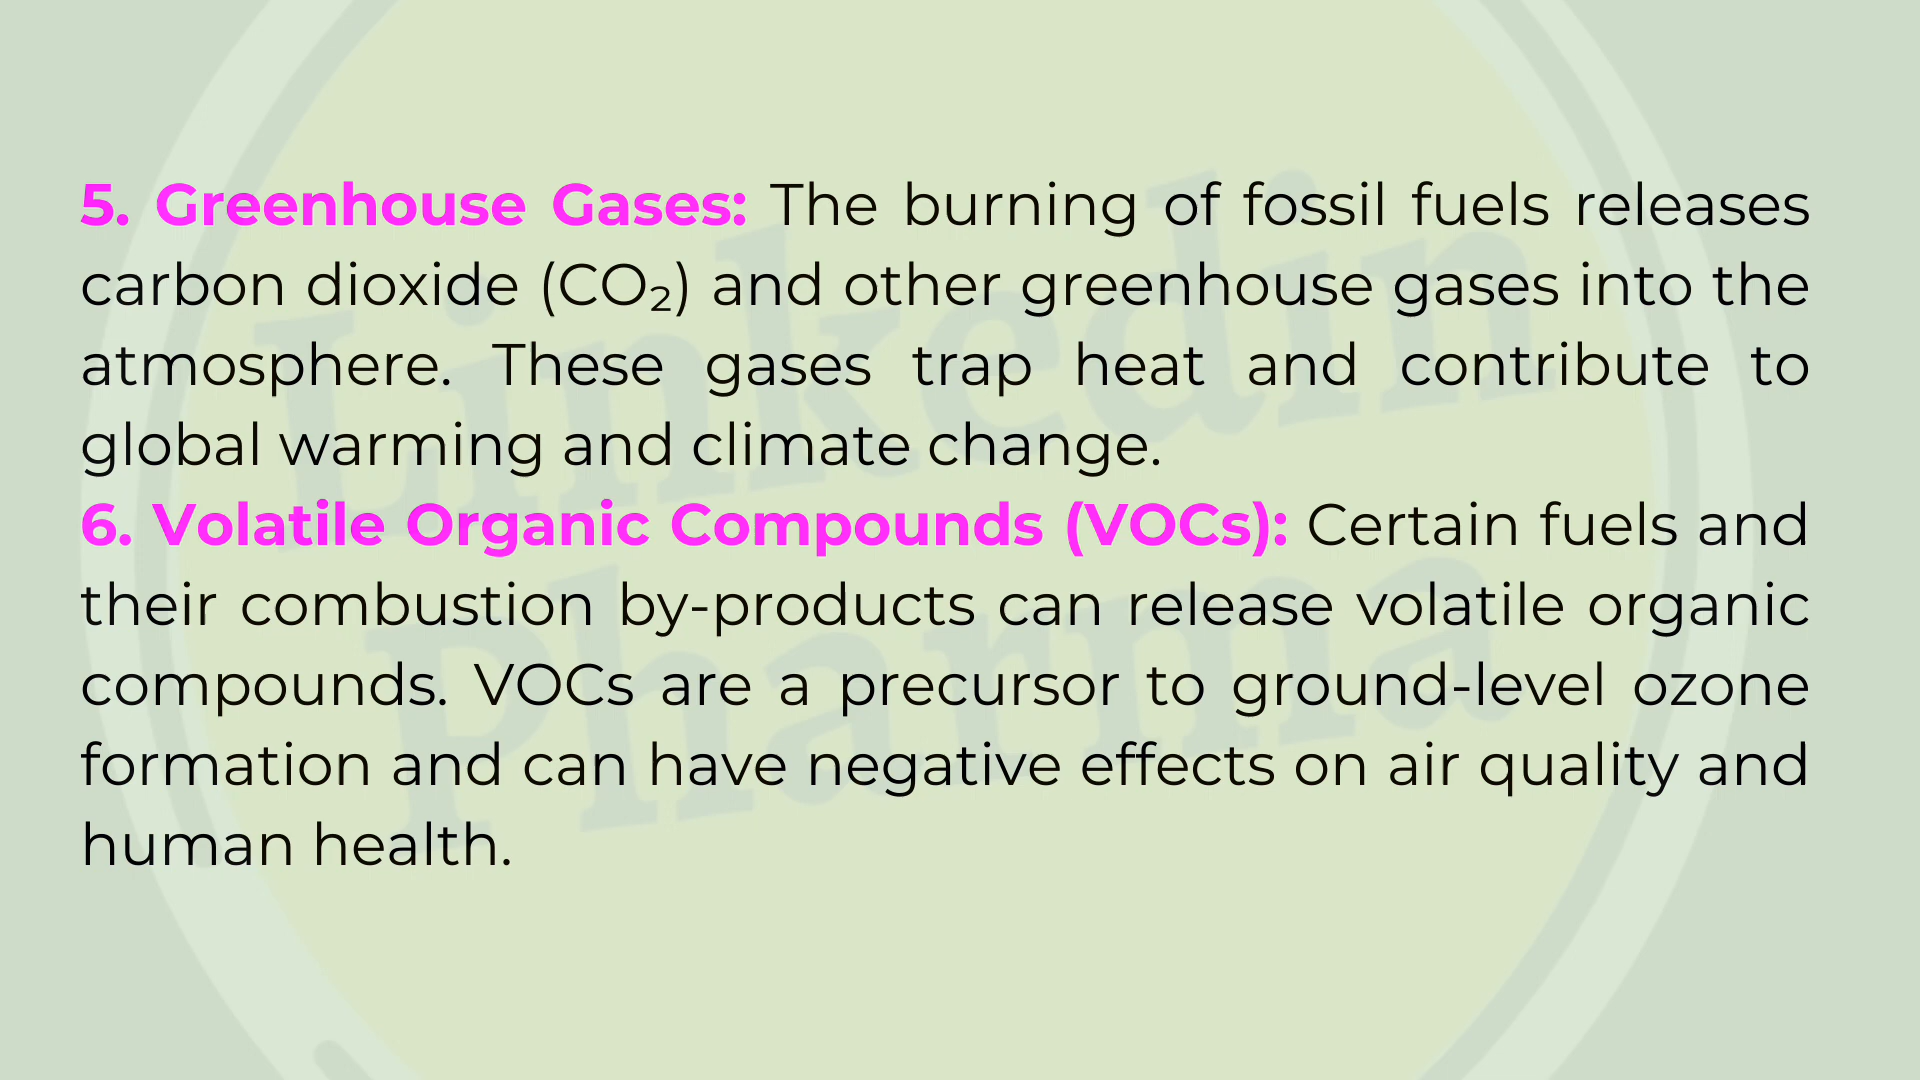 5. Greenhouse Gases: The burning of fossil fuels releases
carbon dioxide (CO₂) and other greenhouse gases into the
atmosphere. These gases trap heat and contribute to
global warming and climate change.
6. Volatile Organic Compounds (VOCs): Certain fuels and
their combustion by-products can release volatile organic
compounds. VOCs are a precursor to ground-level ozone
formation and can have negative effects on air quality and
human health.
Linkedin
Pharma